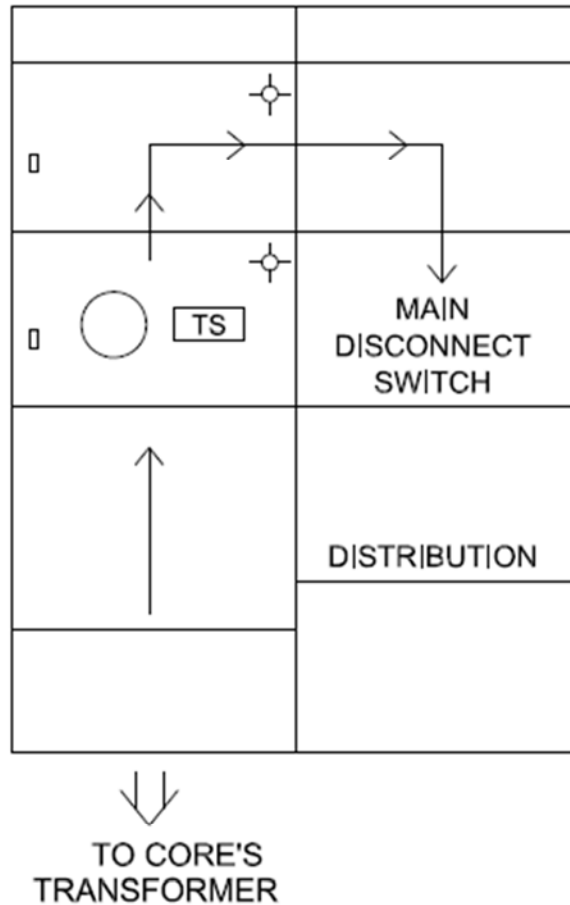 TS
MAIN
DISCONNECT
SWITCH
DISTRIBUTION
TO CORE'S
TRANSFORMER